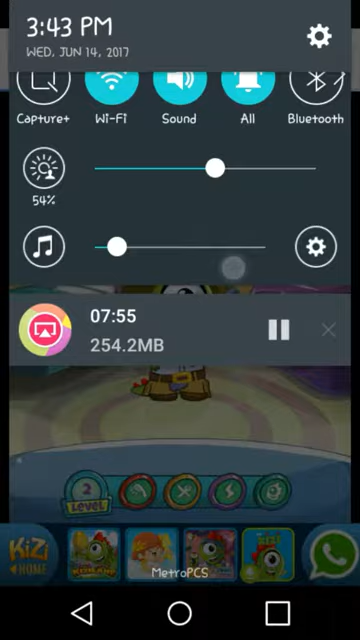 3:43 PM
WED, JUN 14, 2017
Capture+ Wi-Fi Sound All Bluetooth
54%
07:55
254.2MB
2
LEVEL
KiZi
HOME
MetroPCS